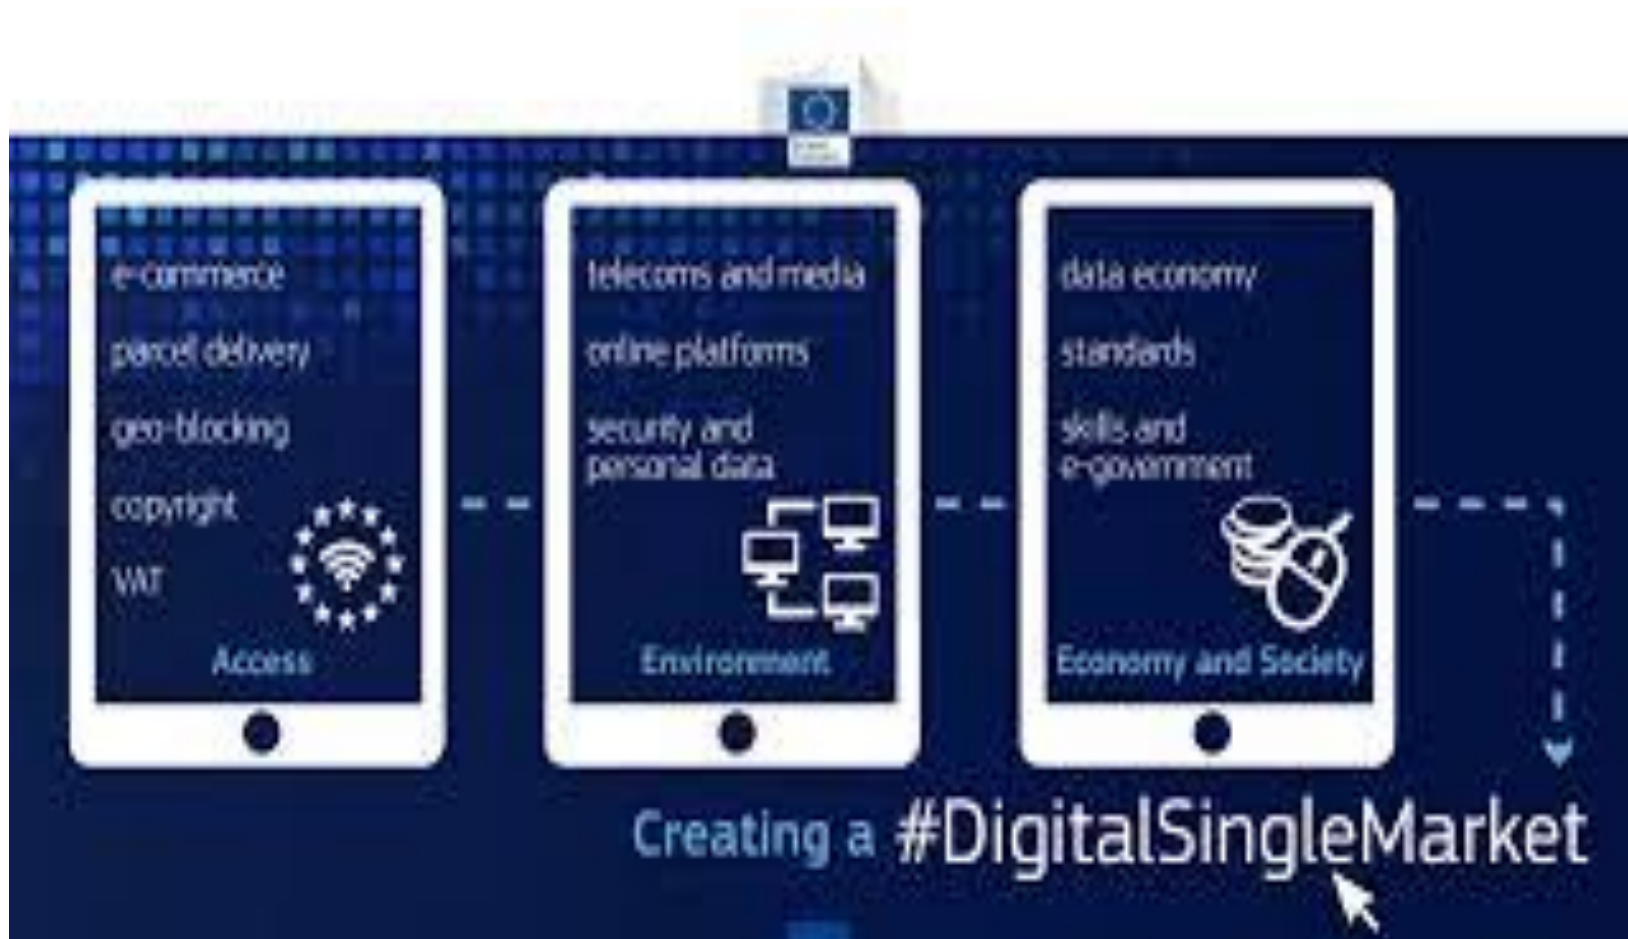 e-commerce
parcel delivery
geo-blocking
copyright
VAT
Access
telecoms and media
online platforms
security and
personal data
Environment
data economy
standards
skills and
e-government
Economy and Society
Creating a #DigitalSingleMarket